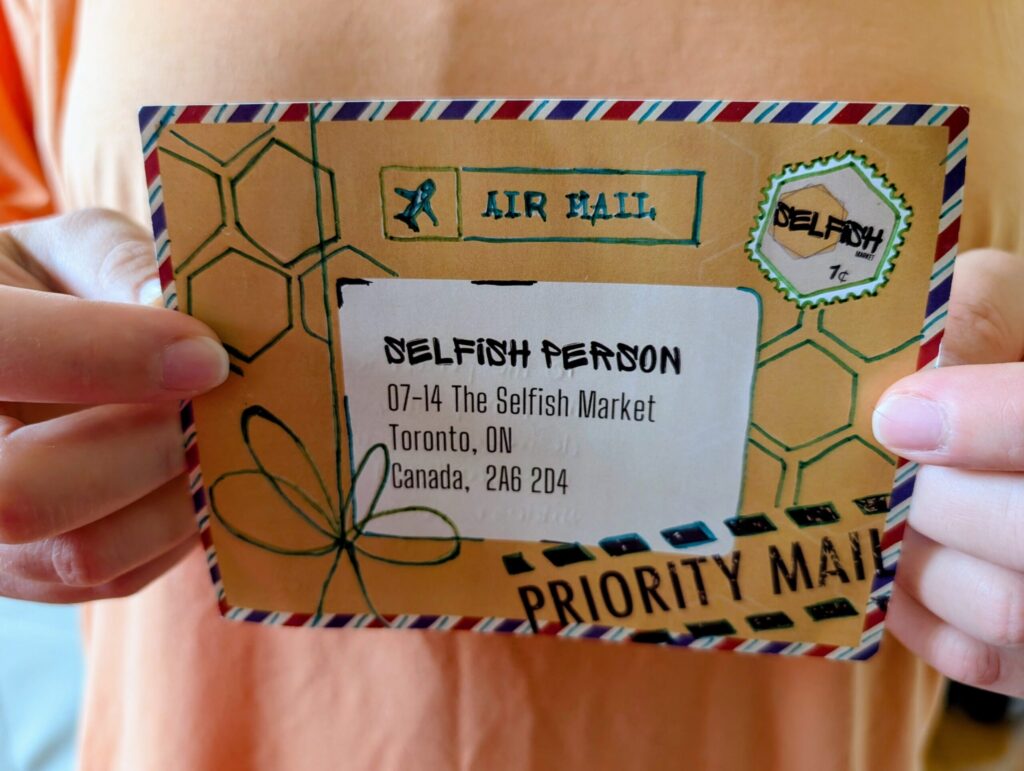 AIR MAIL
SELFISH
MARKET
1¢
SELFISH PERSON
07-14 The Selfish Market
Toronto, ON
Canada, 2A6 2D4
PRIORITY MAIL